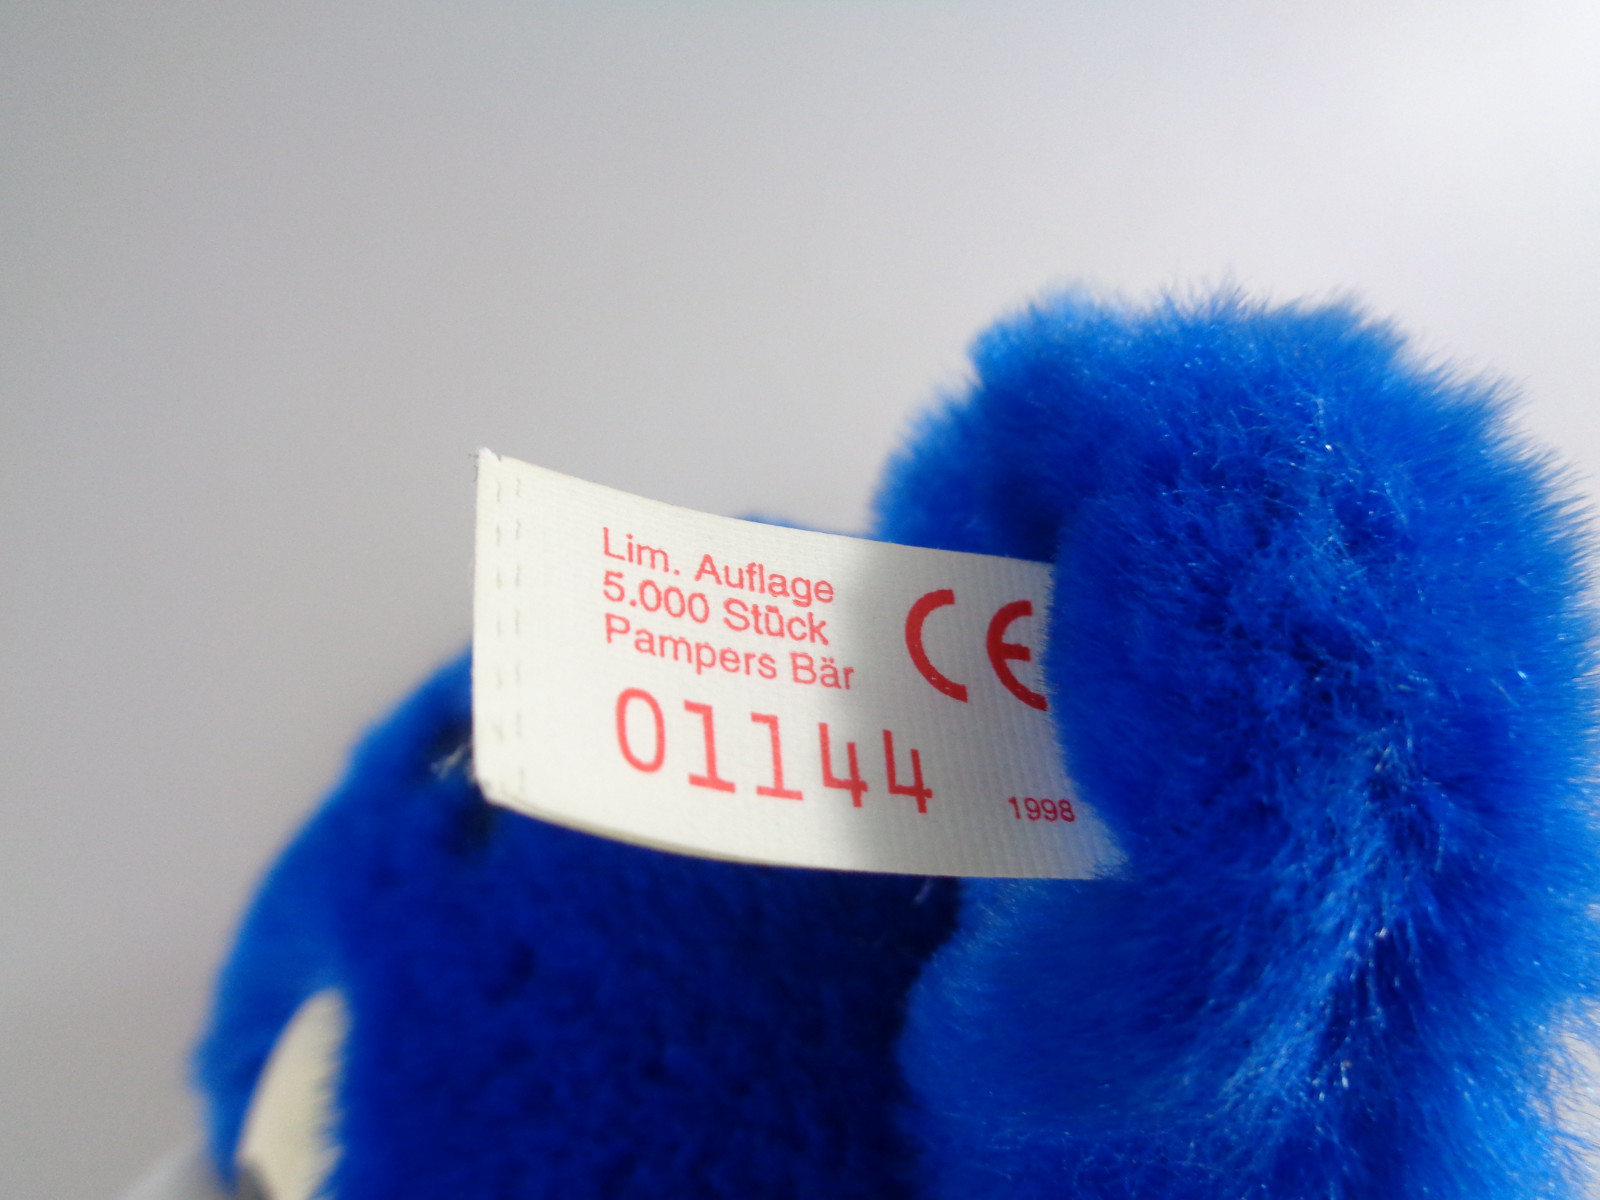 Lim. Auflage
5.000 Stück
Pampers Bär
CE
01144
1998